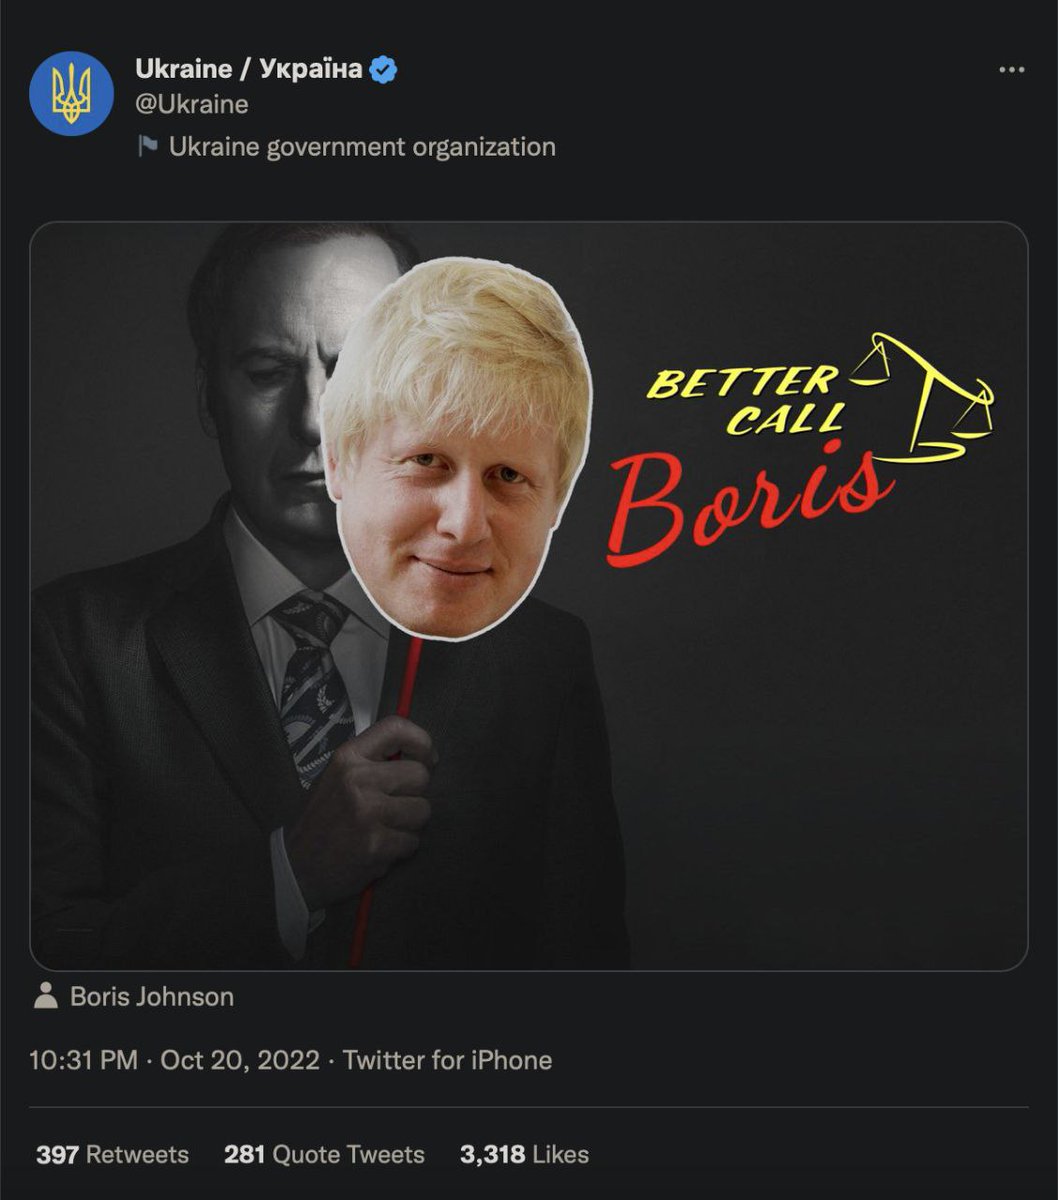 Ukraine / Україна
@Ukraine
Ukraine government organization
BETTER
CALL
Boris
Boris Johnson
10:31 PM · Oct 20, 2022 · Twitter for iPhone
397 Retweets 281 Quote Tweets 3,318 Likes